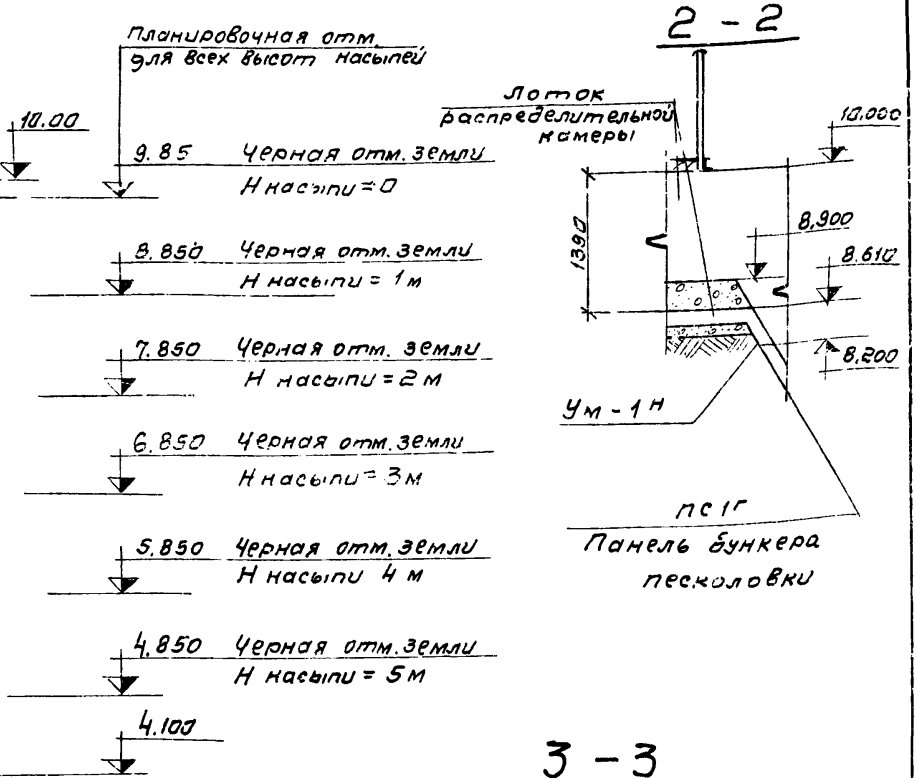 Планировочная отм.
для всех высот насыпей
10.00
9.85 Черная отм. земли
Н насыпи = 0
8.850 Черная отм. земли
Н насыпи = 1 м
7.850 Черная отм. земли
Н насыпи = 2 м
6.850 Черная отм. земли
Н насыпи = 3 м
5.850 Черная отм. земли
Н насыпи 4 м
4.850 Черная отм. земли
Н насыпи = 5 м
4.100
2 - 2
Лоток
распределительной
камеры
10.000
1390
8,900
8.610
8,200
Ум - 1 н
пс 1г
Панель бункера
песколовки
3 - 3